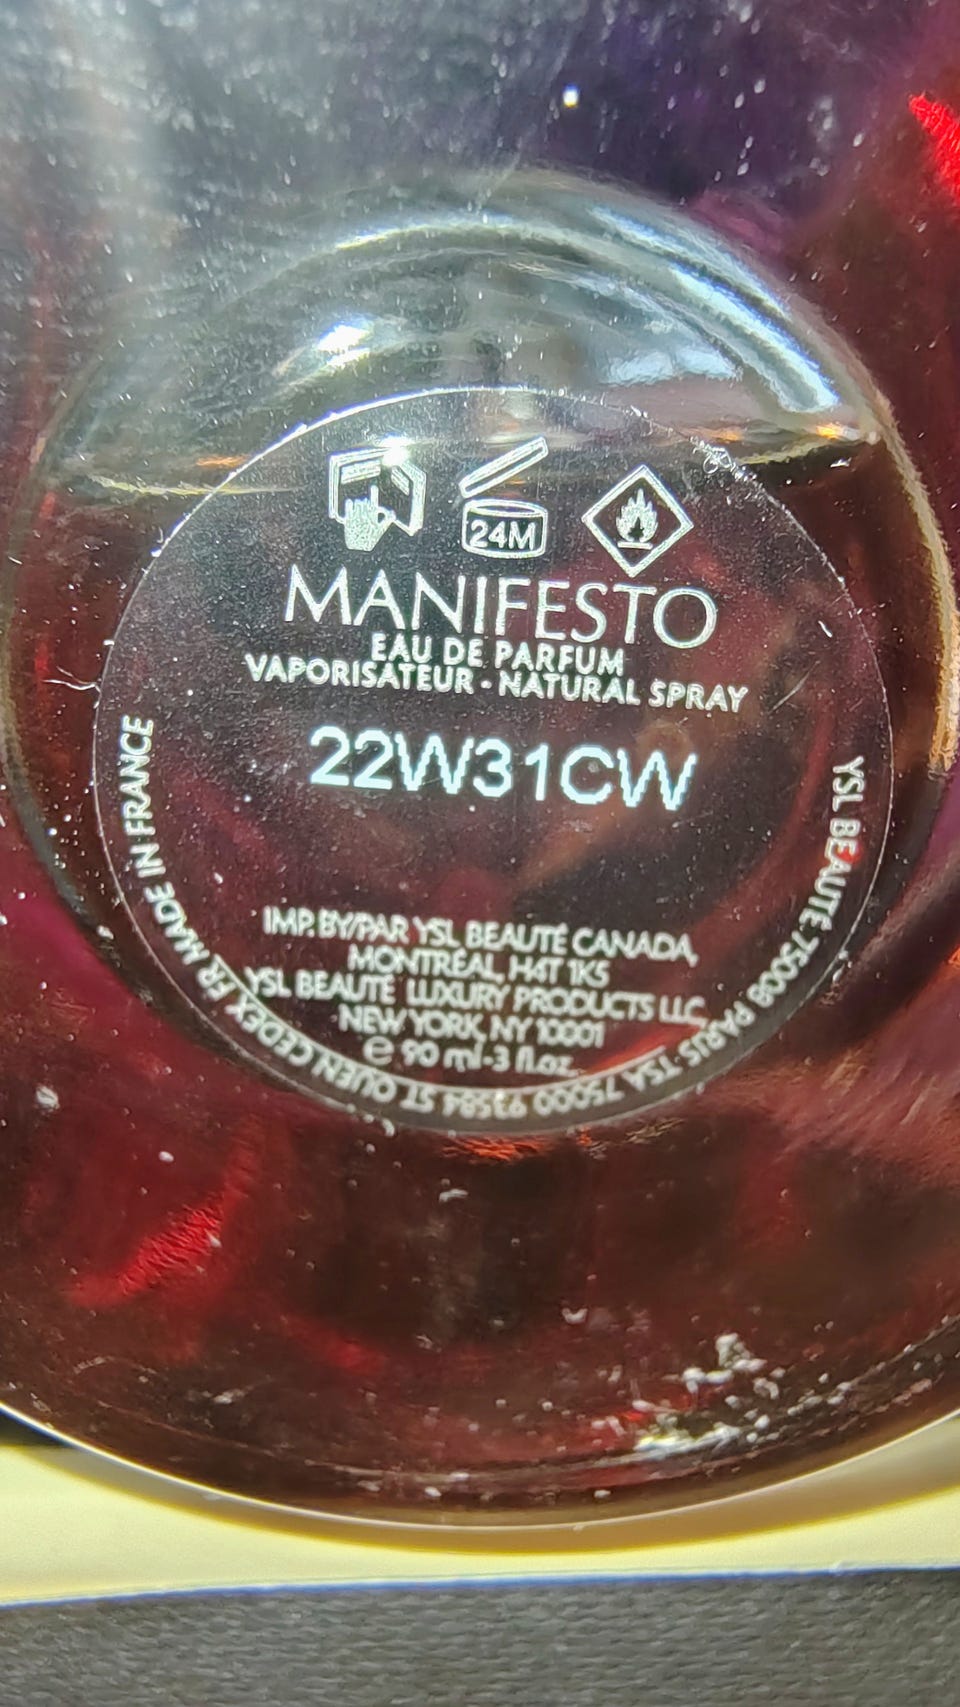 24M
MANIFESTO
EAU DE PARFUM
VAPORISATEUR - NATURAL SPRAY
22W31CW
IMP. BY/PAR YSL BEAUTÉ CANADA,
MONTRÉAL, H4T 1K5
YSL BEAUTÉ LUXURY PRODUCTS LLC,
NEW YORK, NY 10001
e 90 ml-3 fl.oz.
YSL BEAUTÉ 75008 PARIS TSA 75000 93584 ST OUEN CEDEX FR MADE IN FRANCE